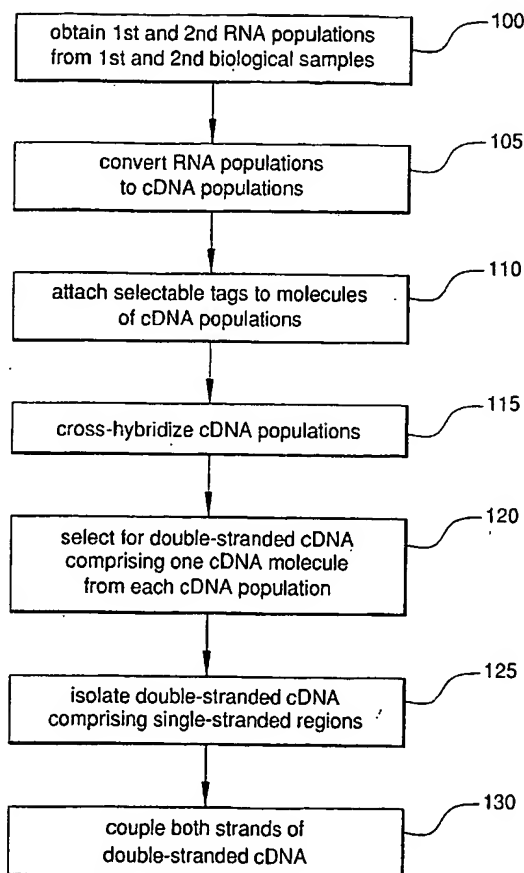 obtain 1st and 2nd RNA populations
from 1st and 2nd biological samples
100
convert RNA populations
to cDNA populations
105
attach selectable tags to molecules
of cDNA populations
110
cross-hybridize cDNA populations
115
select for double-stranded cDNA
comprising one cDNA molecule
from each cDNA population
120
isolate double-stranded cDNA
comprising single-stranded regions
125
couple both strands of
double-stranded cDNA
130